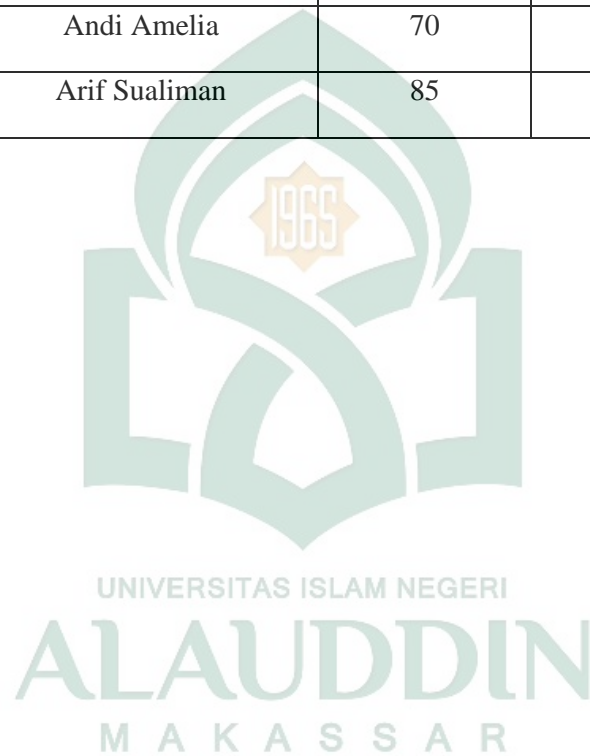 Andi Amelia 70
Arif Sualiman 85
1965
UNIVERSITAS ISLAM NEGERI
ALAUDDIN
MAKASSAR